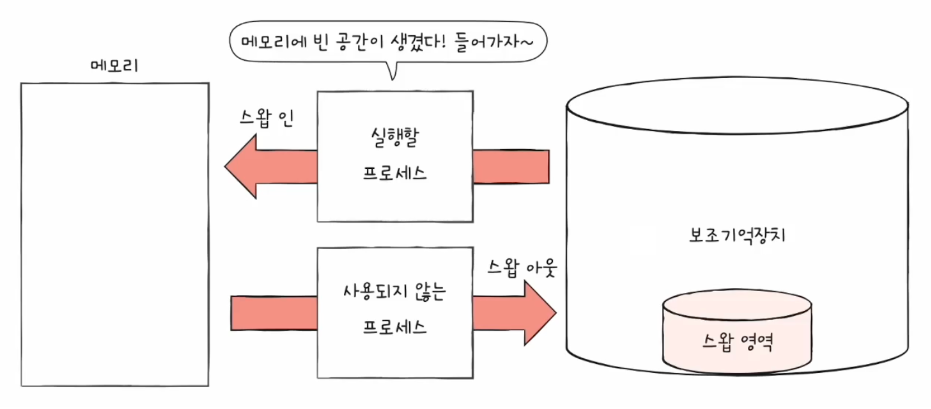 메모리에 빈 공간이 생겼다! 들어가자~
메모리
스왑 인
실행할
프로세스
보조기억장치
스왑 아웃
사용되지 않는
프로세스
스왑 영역